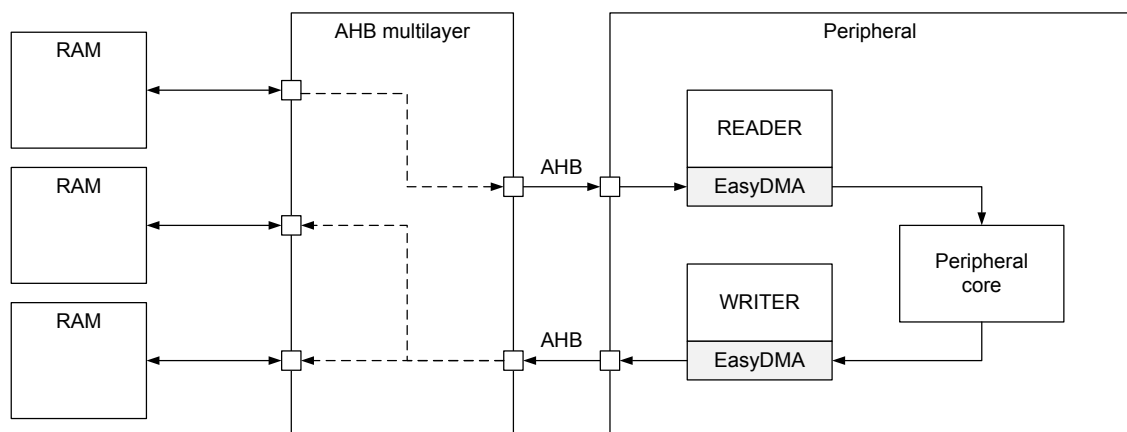 AHB multilayer
Peripheral
RAM
READER
EasyDMA
AHB
RAM
Peripheral
core
WRITER
EasyDMA
AHB
RAM